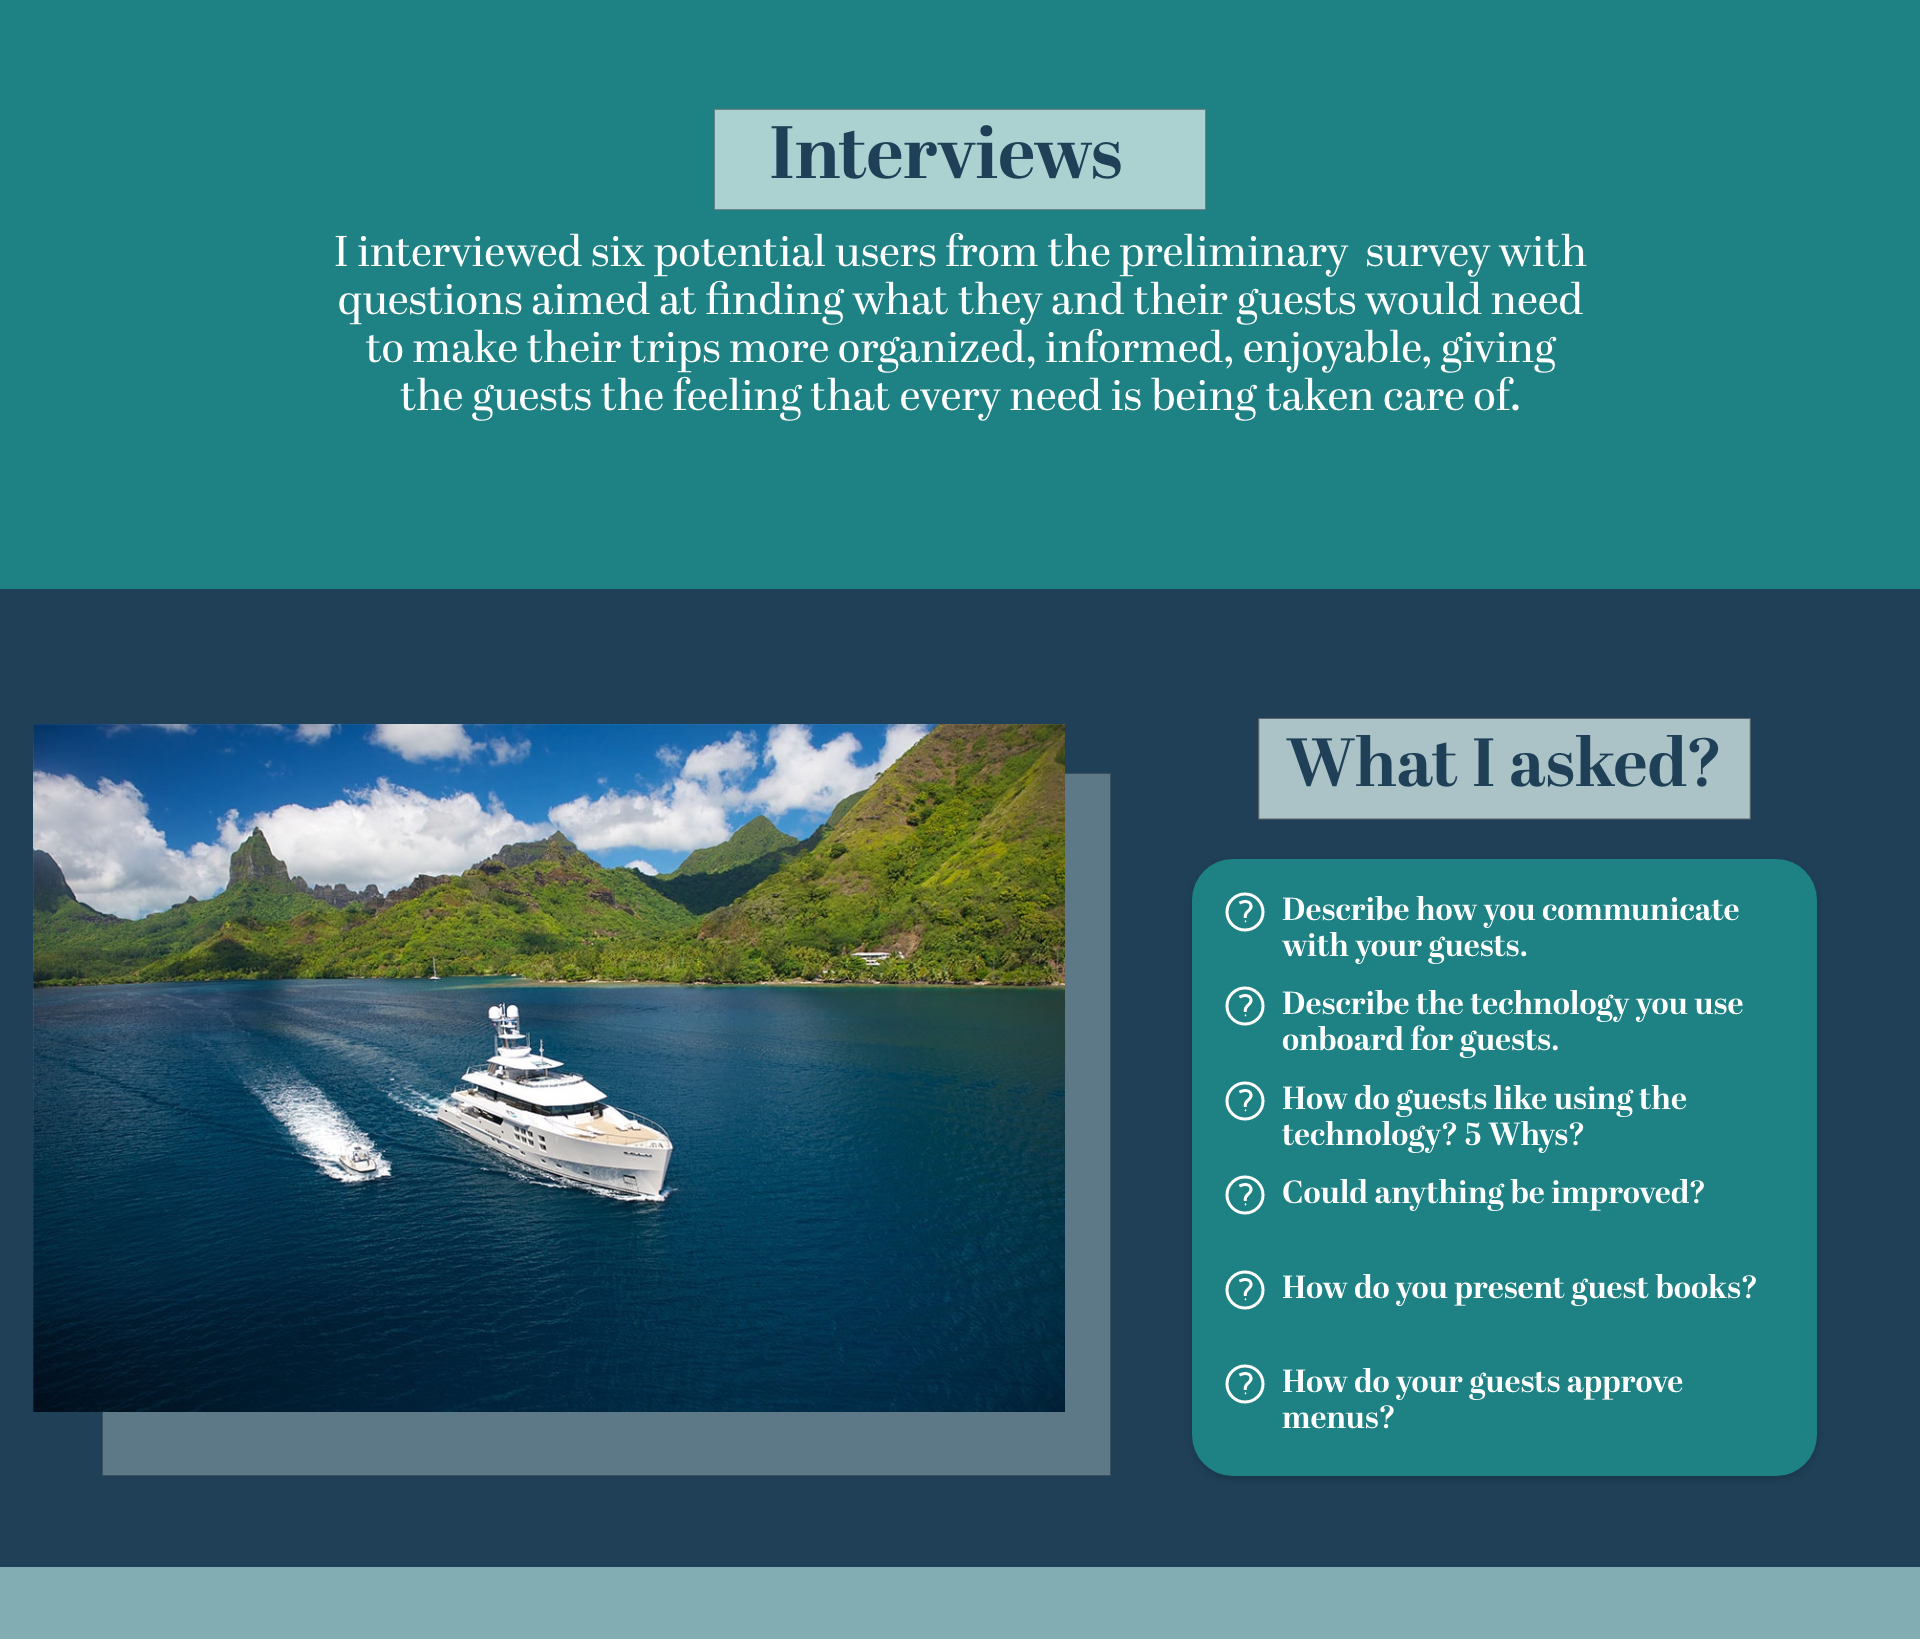 Interviews
I interviewed six potential users from the preliminary  survey with
questions aimed at finding what they and their guests would need
to make their trips more organized, informed, enjoyable, giving
the guests the feeling that every need is being taken care of.
What I asked?
Describe how you communicate
with your guests.
Describe the technology you use
onboard for guests.
How do guests like using the
technology? 5 Whys?
Could anything be improved?
How do you present guest books?
How do your guests approve
menus?